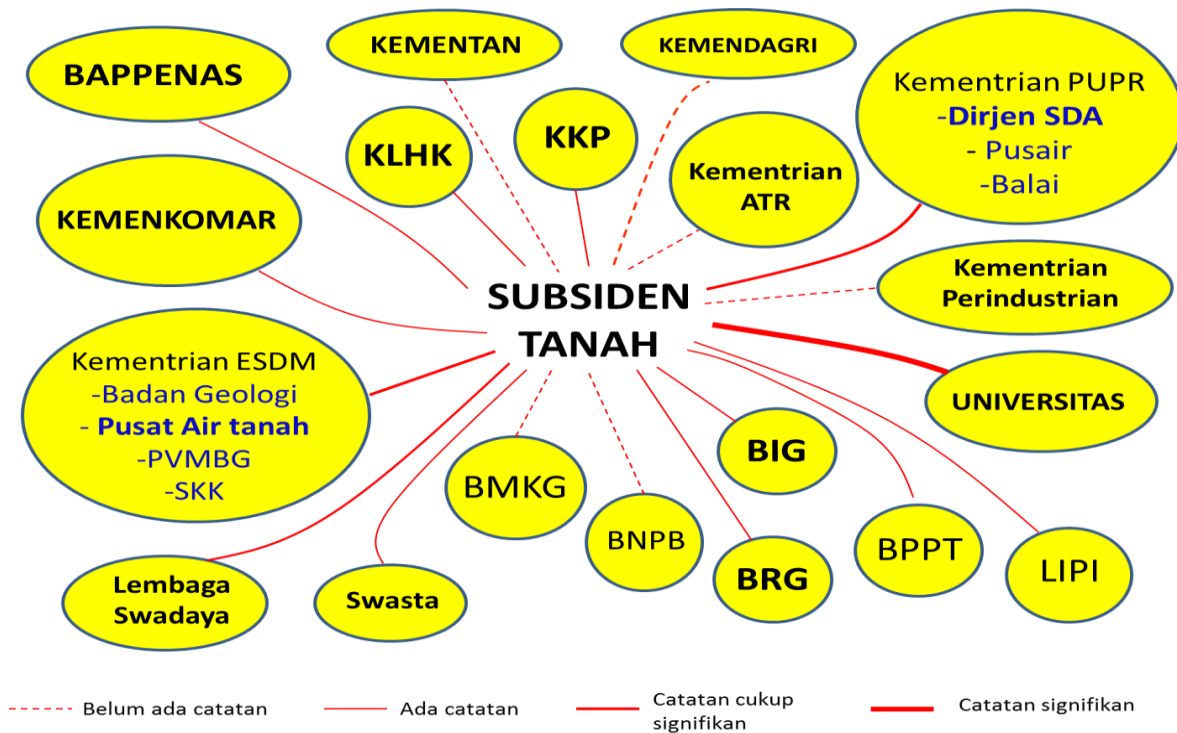 BAPPENAS
KEMENTAN
KEMENDAGRI
Kementrian PUPR
-Dirjen SDA
- Pusair
-Balai
KLHK
KKP
Kementrian
ATR
KEMENKOMAR
SUBSIDEN
TANAH
Kementrian
Perindustrian
Kementrian ESDM
-Badan Geologi
- Pusat Air tanah
-PVMBG
-SKK
UNIVERSITAS
BIG
BMKG
BNPB
BRG
BPPT
LIPI
Lembaga
Swadaya
Swasta
Belum ada catatan
Ada catatan
Catatan cukup
signifikan
Catatan signifikan